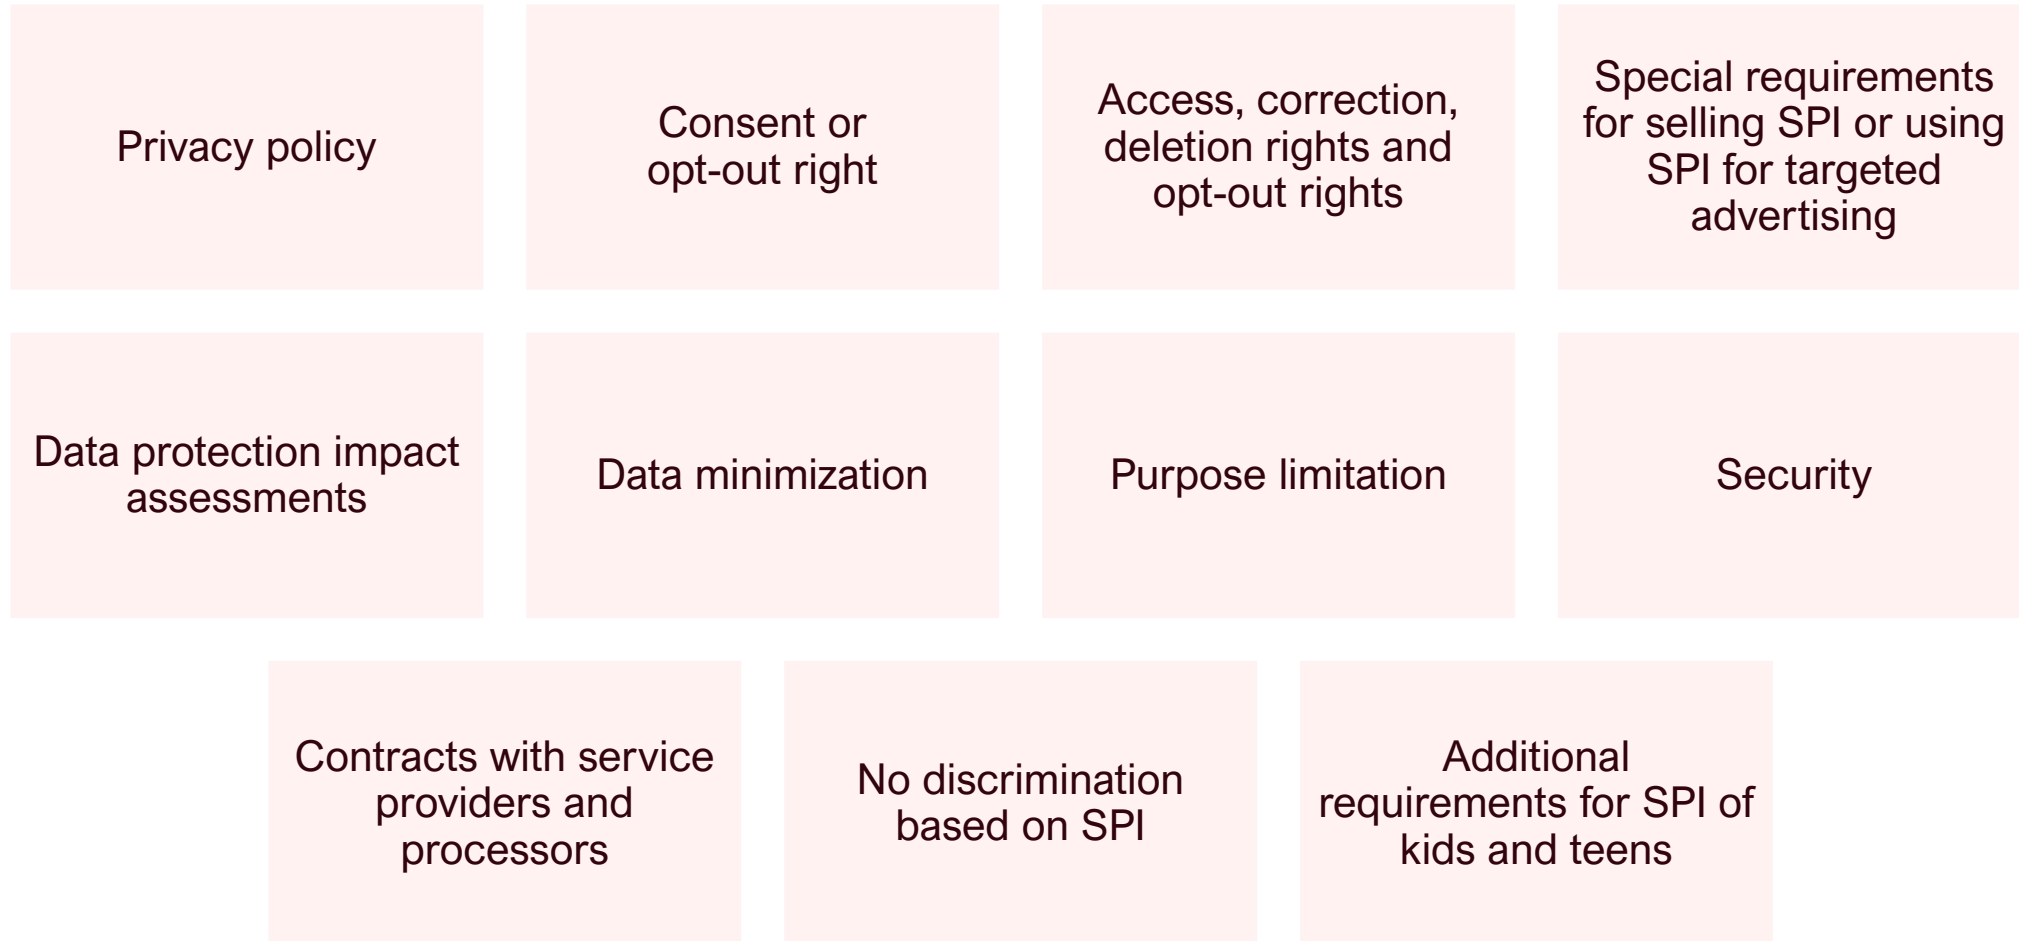 Privacy policy
Consent or
opt-out right
Access, correction,
deletion rights and
opt-out rights
Special requirements
for selling SPI or using
SPI for targeted
advertising
Data protection impact
assessments
Data minimization
Purpose limitation
Security
Contracts with service
providers and
processors
No discrimination
based on SPI
Additional
requirements for SPI of
kids and teens